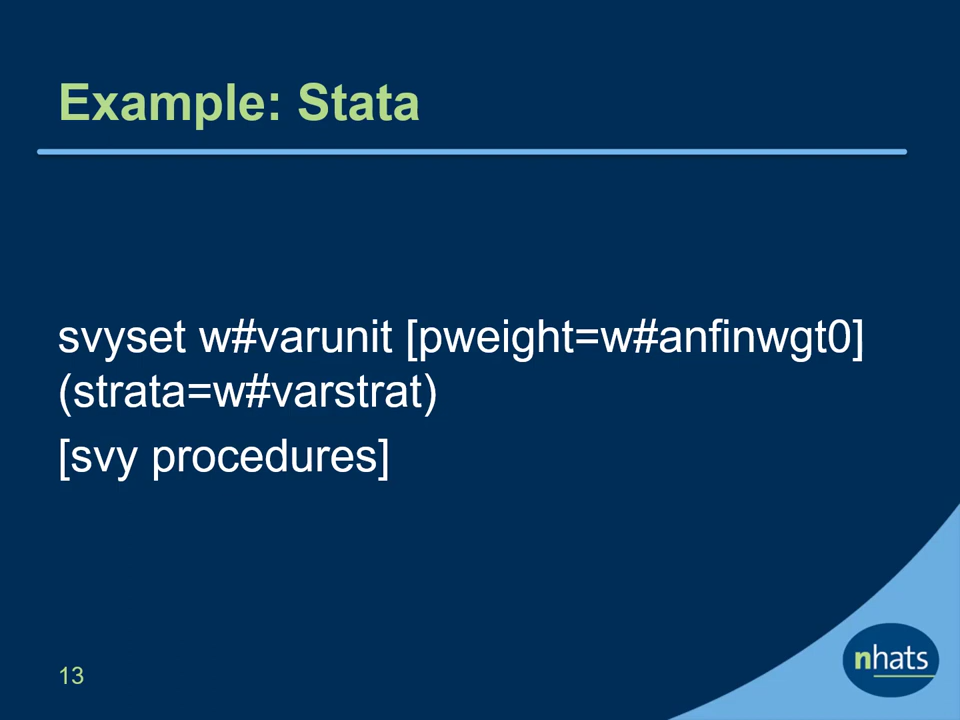 Example: Stata
svyset w#varunit [pweight=w#anfinwgt0]
(strata=w#varstrat)
[svy procedures]
13
nhats